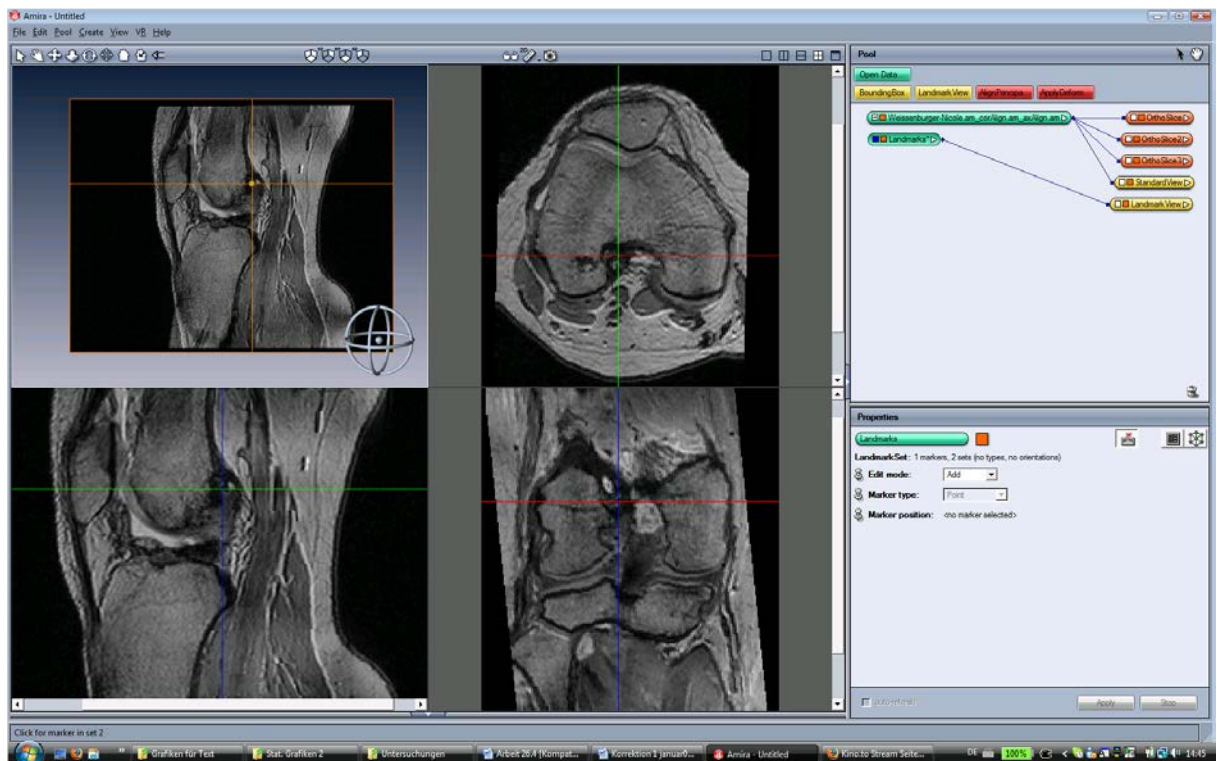 Amira - Untitled
File Edit Pool Create View VR Help
Pool
Open Data...
BoundingBox LandmarkView AlignPrincipa... ApplyDeform...
Weissenburger-Nicole.am_cor/Align.am_ax/Align.am OrthoSlice
Landmarks* OrthoSlice2
OrthoSlice3
StandardView
LandmarkView
Properties
Landmarks
LandmarkSet: 1 markers, 2 sets (no types, no orientations)
Edit mode: Add
Marker type: Point
Marker position: <no marker selected>
auto-refresh Apply Stop
Click for marker in set 2
Grafiken für Text Stat. Grafiken 2 Untersuchungen Arbeit 26.4 [Kompat... Korrektion 1 januar0... Amira - Untitled Kino.to Stream Seite... DE 100% 14:45